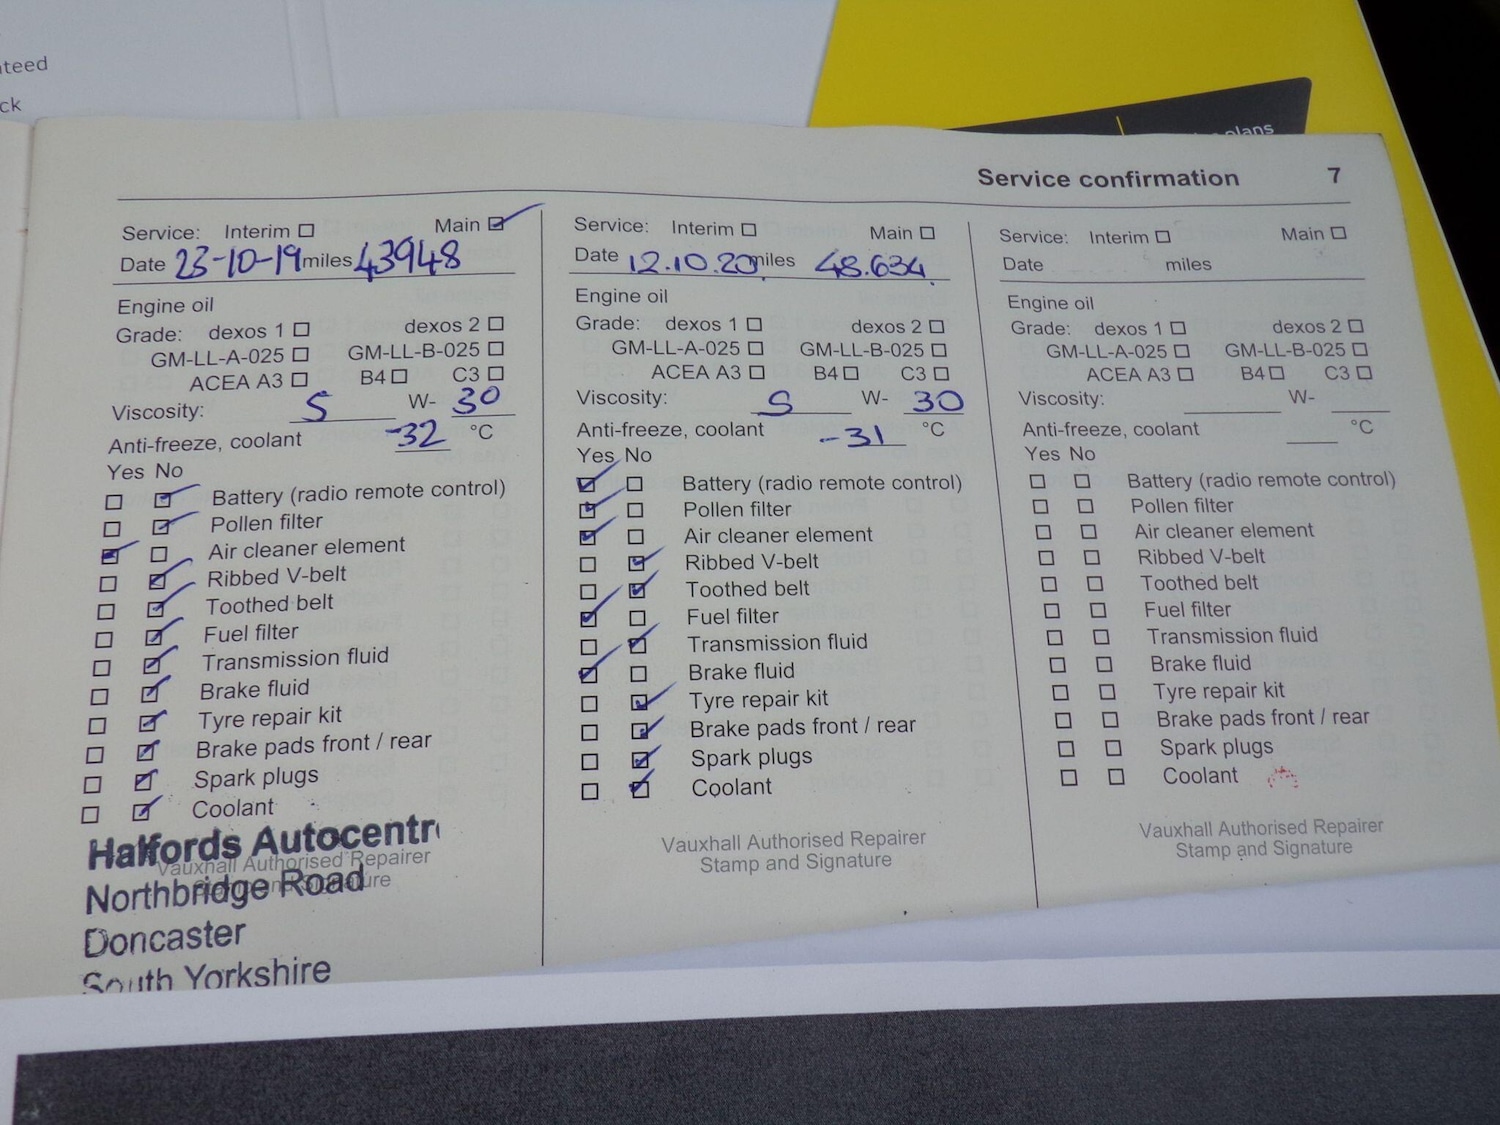 ck
plans
Service confirmation 7
Service: Interim ☐ Main ☑
Date 23-10-19 miles 43948
Engine oil
Grade: dexos 1 ☐ dexos 2 ☐
GM-LL-A-025 ☐ GM-LL-B-025 ☐
ACEA A3 ☐ B4 ☐ C3 ☐
Viscosity: 5 W- 30
Anti-freeze, coolant -32 °C
Yes No
☐ ☑ Battery (radio remote control)
☐ ☑ Pollen filter
☑ ☐ Air cleaner element
☐ ☑ Ribbed V-belt
☐ ☑ Toothed belt
☐ ☑ Fuel filter
☐ ☑ Transmission fluid
☐ ☑ Brake fluid
☐ ☑ Tyre repair kit
☐ ☑ Brake pads front / rear
☐ ☑ Spark plugs
☐ ☑ Coolant
Halfords Autocentr
Vauxhall Authorised Repairer
Stamp and Signature
Northbridge Road
Doncaster
South Yorkshire
Service: Interim ☐ Main ☐
Date 12.10.20 miles 48.634
Engine oil
Grade: dexos 1 ☐ dexos 2 ☐
GM-LL-A-025 ☐ GM-LL-B-025 ☐
ACEA A3 ☐ B4 ☐ C3 ☐
Viscosity: 5 W- 30
Anti-freeze, coolant -31 °C
Yes No
☑ ☐ Battery (radio remote control)
☑ ☐ Pollen filter
☑ ☐ Air cleaner element
☐ ☑ Ribbed V-belt
☐ ☑ Toothed belt
☑ ☐ Fuel filter
☐ ☑ Transmission fluid
☑ ☐ Brake fluid
☐ ☑ Tyre repair kit
☐ ☑ Brake pads front / rear
☐ ☑ Spark plugs
☐ ☑ Coolant
Vauxhall Authorised Repairer
Stamp and Signature
Service: Interim ☐ Main ☐
Date miles
Engine oil
Grade: dexos 1 ☐ dexos 2 ☐
GM-LL-A-025 ☐ GM-LL-B-025 ☐
ACEA A3 ☐ B4 ☐ C3 ☐
Viscosity: W-
Anti-freeze, coolant °C
Yes No
☐ ☐ Battery (radio remote control)
☐ ☐ Pollen filter
☐ ☐ Air cleaner element
☐ ☐ Ribbed V-belt
☐ ☐ Toothed belt
☐ ☐ Fuel filter
☐ ☐ Transmission fluid
☐ ☐ Brake fluid
☐ ☐ Tyre repair kit
☐ ☐ Brake pads front / rear
☐ ☐ Spark plugs
☐ ☐ Coolant
Vauxhall Authorised Repairer
Stamp and Signature